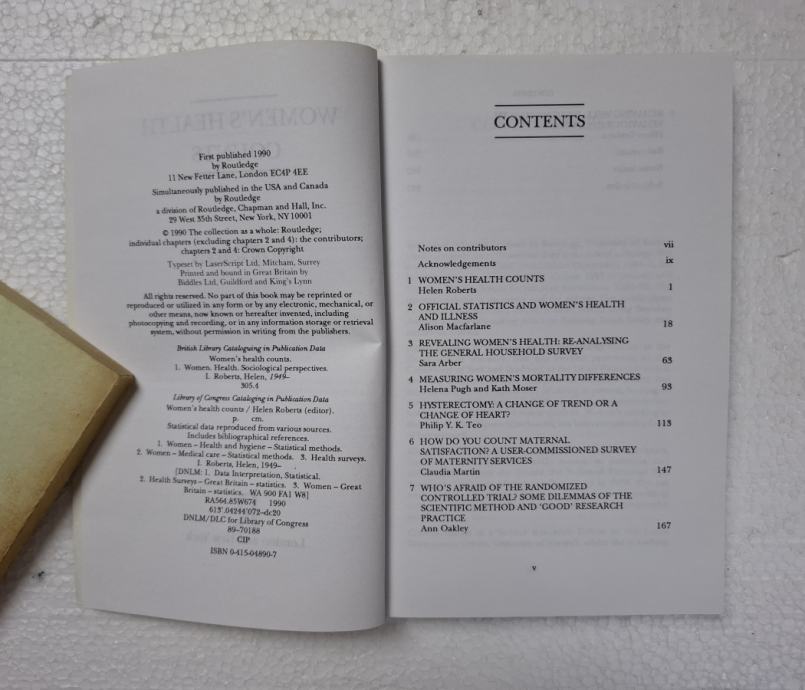 First published 1990
by Routledge
11 New Fetter Lane, London EC4P 4EE
Simultaneously published in the USA and Canada
by Routledge
a division of Routledge, Chapman and Hall, Inc.
29 West 35th Street, New York, NY 10001
© 1990 The collection as a whole: Routledge;
individual chapters (excluding chapters 2 and 4): the contributors;
chapters 2 and 4: Crown Copyright
Typeset by LaserScript Ltd, Mitcham, Surrey
Printed and bound in Great Britain by
Biddles Ltd, Guildford and King's Lynn
All rights reserved. No part of this book may be reprinted or
reproduced or utilized in any form or by any electronic, mechanical, or
other means, now known or hereafter invented, including
photocopying and recording, or in any information storage or retrieval
system, without permission in writing from the publishers.
British Library Cataloguing in Publication Data
Women's health counts.
1. Women. Health. Sociological perspectives.
I. Roberts, Helen, 1949–
305.4
Library of Congress Cataloging in Publication Data
Women's health counts / Helen Roberts (editor).
p. cm.
Statistical data reproduced from various sources.
Includes bibliographical references.
1. Women – Health and hygiene – Statistical methods.
2. Women – Medical care – Statistical methods. 3. Health surveys.
I. Roberts, Helen, 1949– .
[DNLM: 1. Data Interpretation, Statistical.
2. Health Surveys – Great Britain – statistics. 3. Women – Great
Britain – statistics. WA 900 FA1 W8]
RA564.85W674 1990
613'.04244'072–dc20
DNLM/DLC for Library of Congress
89–70188
CIP
ISBN 0-415-04890-7
CONTENTS
Notes on contributors vii
Acknowledgements ix
1 WOMEN'S HEALTH COUNTS
Helen Roberts 1
2 OFFICIAL STATISTICS AND WOMEN'S HEALTH
AND ILLNESS
Alison Macfarlane 18
3 REVEALING WOMEN'S HEALTH: RE-ANALYSING
THE GENERAL HOUSEHOLD SURVEY
Sara Arber 63
4 MEASURING WOMEN'S MORTALITY DIFFERENCES
Helena Pugh and Kath Moser 93
5 HYSTERECTOMY: A CHANGE OF TREND OR A
CHANGE OF HEART?
Philip Y. K. Teo 113
6 HOW DO YOU COUNT MATERNAL
SATISFACTION? A USER-COMMISSIONED SURVEY
OF MATERNITY SERVICES
Claudia Martin 147
7 WHO'S AFRAID OF THE RANDOMIZED
CONTROLLED TRIAL? SOME DILEMMAS OF THE
SCIENTIFIC METHOD AND 'GOOD' RESEARCH
PRACTICE
Ann Oakley 167
v